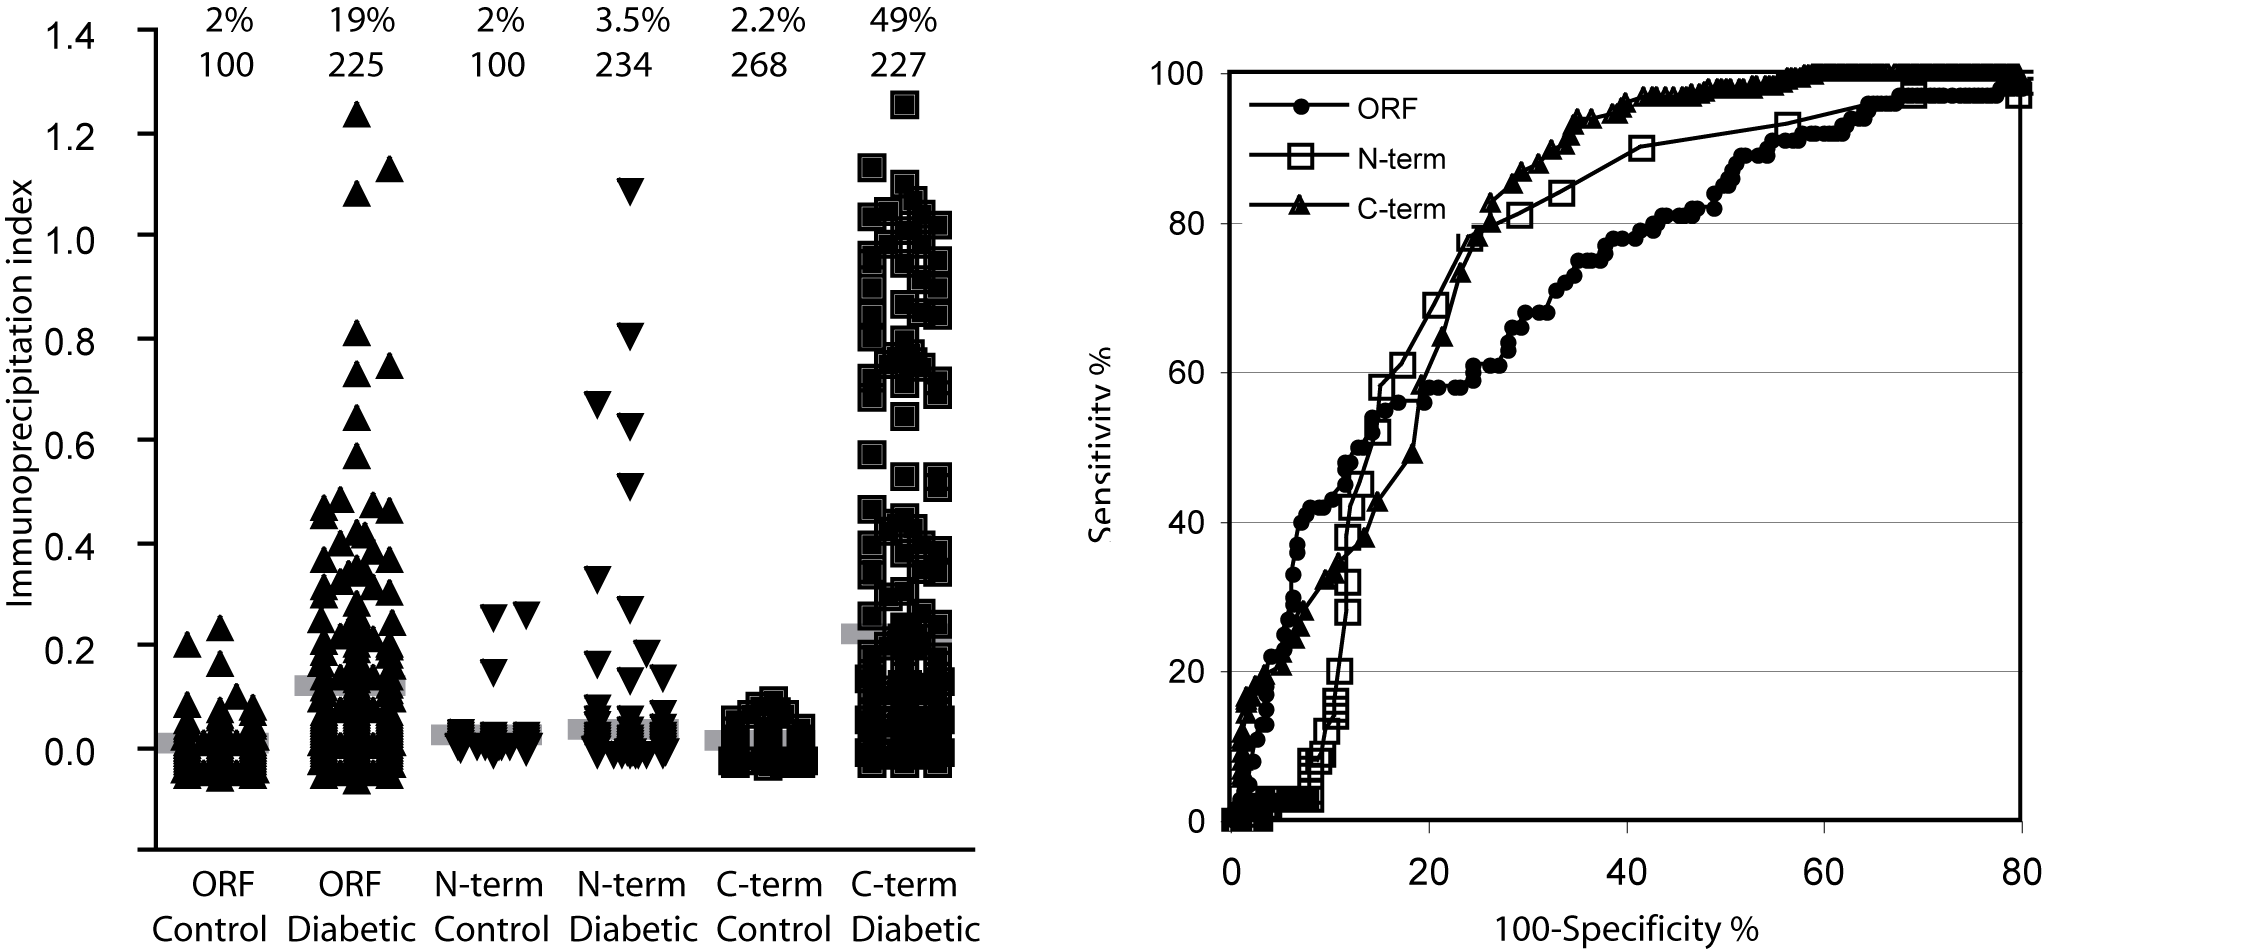 2% 19% 2% 3.5% 2.2% 49%
100 225 100 234 268 227
Immunoprecipitation index
1.4
1.2
1.0
0.8
0.6
0.4
0.2
0.0
ORF Control
ORF Diabetic
N-term Control
N-term Diabetic
C-term Control
C-term Diabetic
Sensitivity %
100
80
60
40
20
0
ORF
N-term
C-term
0 20 40 60 80
100-Specificity %